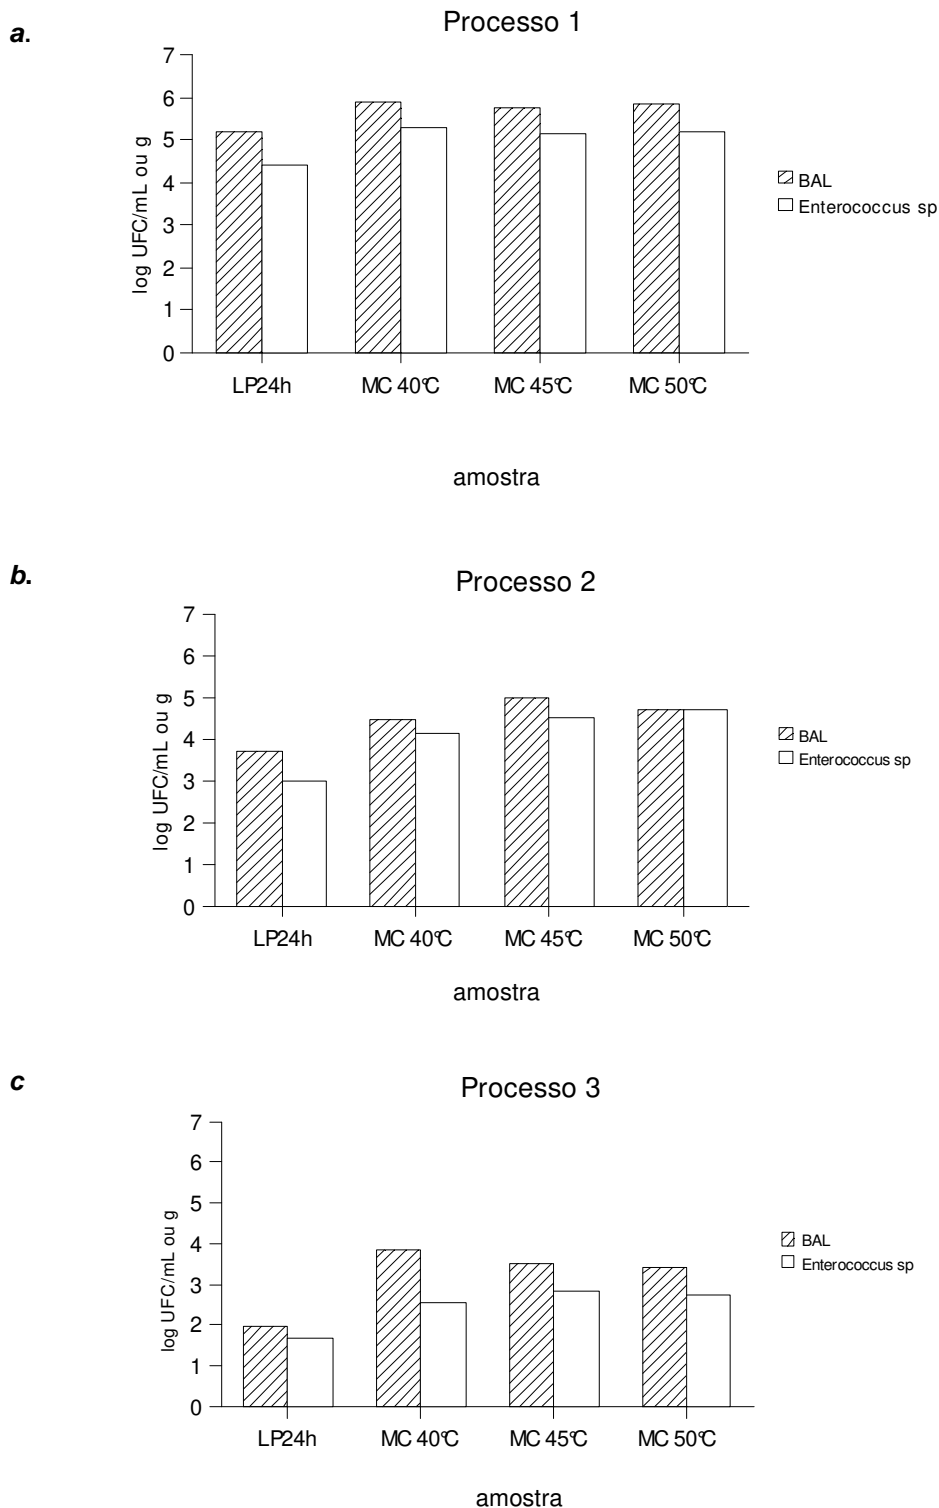 a.
Processo 1
7
6
5
4
3
2
1
0
log UFC/mL ou g
BAL
Enterococcus sp
LP24h MC 40°C MC 45°C MC 50°C
amostra
b.
Processo 2
7
6
5
4
3
2
1
0
log UFC/mL ou g
BAL
Enterococcus sp
LP24h MC 40°C MC 45°C MC 50°C
amostra
c
Processo 3
7
6
5
4
3
2
1
0
log UFC/mL ou g
BAL
Enterococcus sp
LP24h MC 40°C MC 45°C MC 50°C
amostra